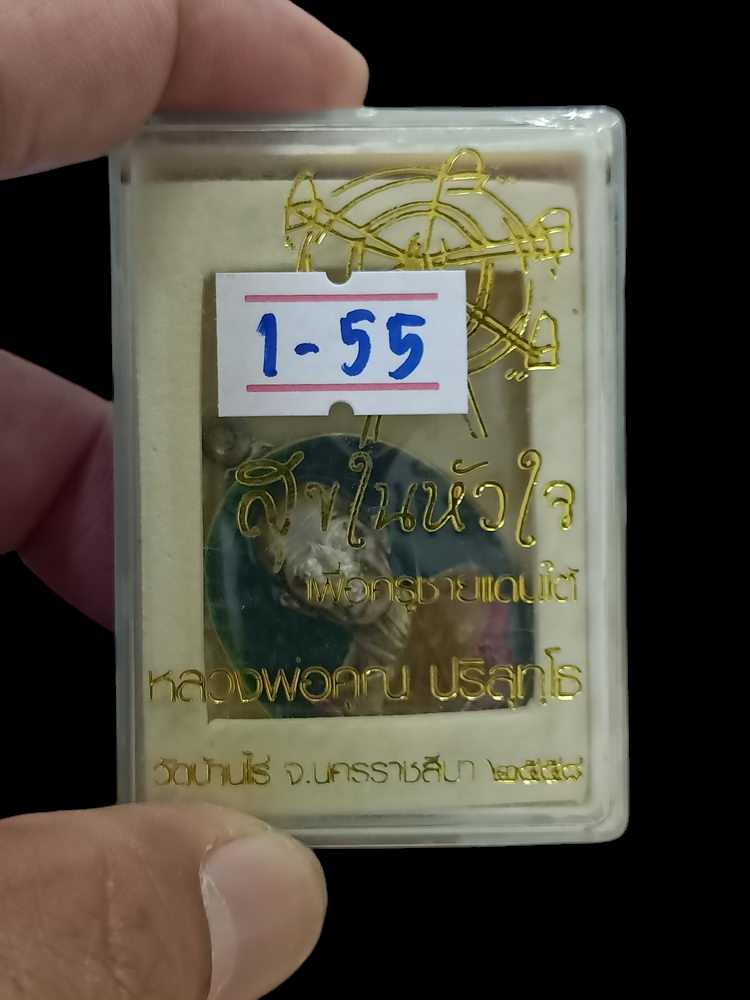 1-55
สุขในหัวใจ
เพื่อครูชายแดนใต้
หลวงพ่อคูณ ปริสุทฺโธ
วัดบ้านไร่ จ.นครราชสีมา ๒๕๕๘